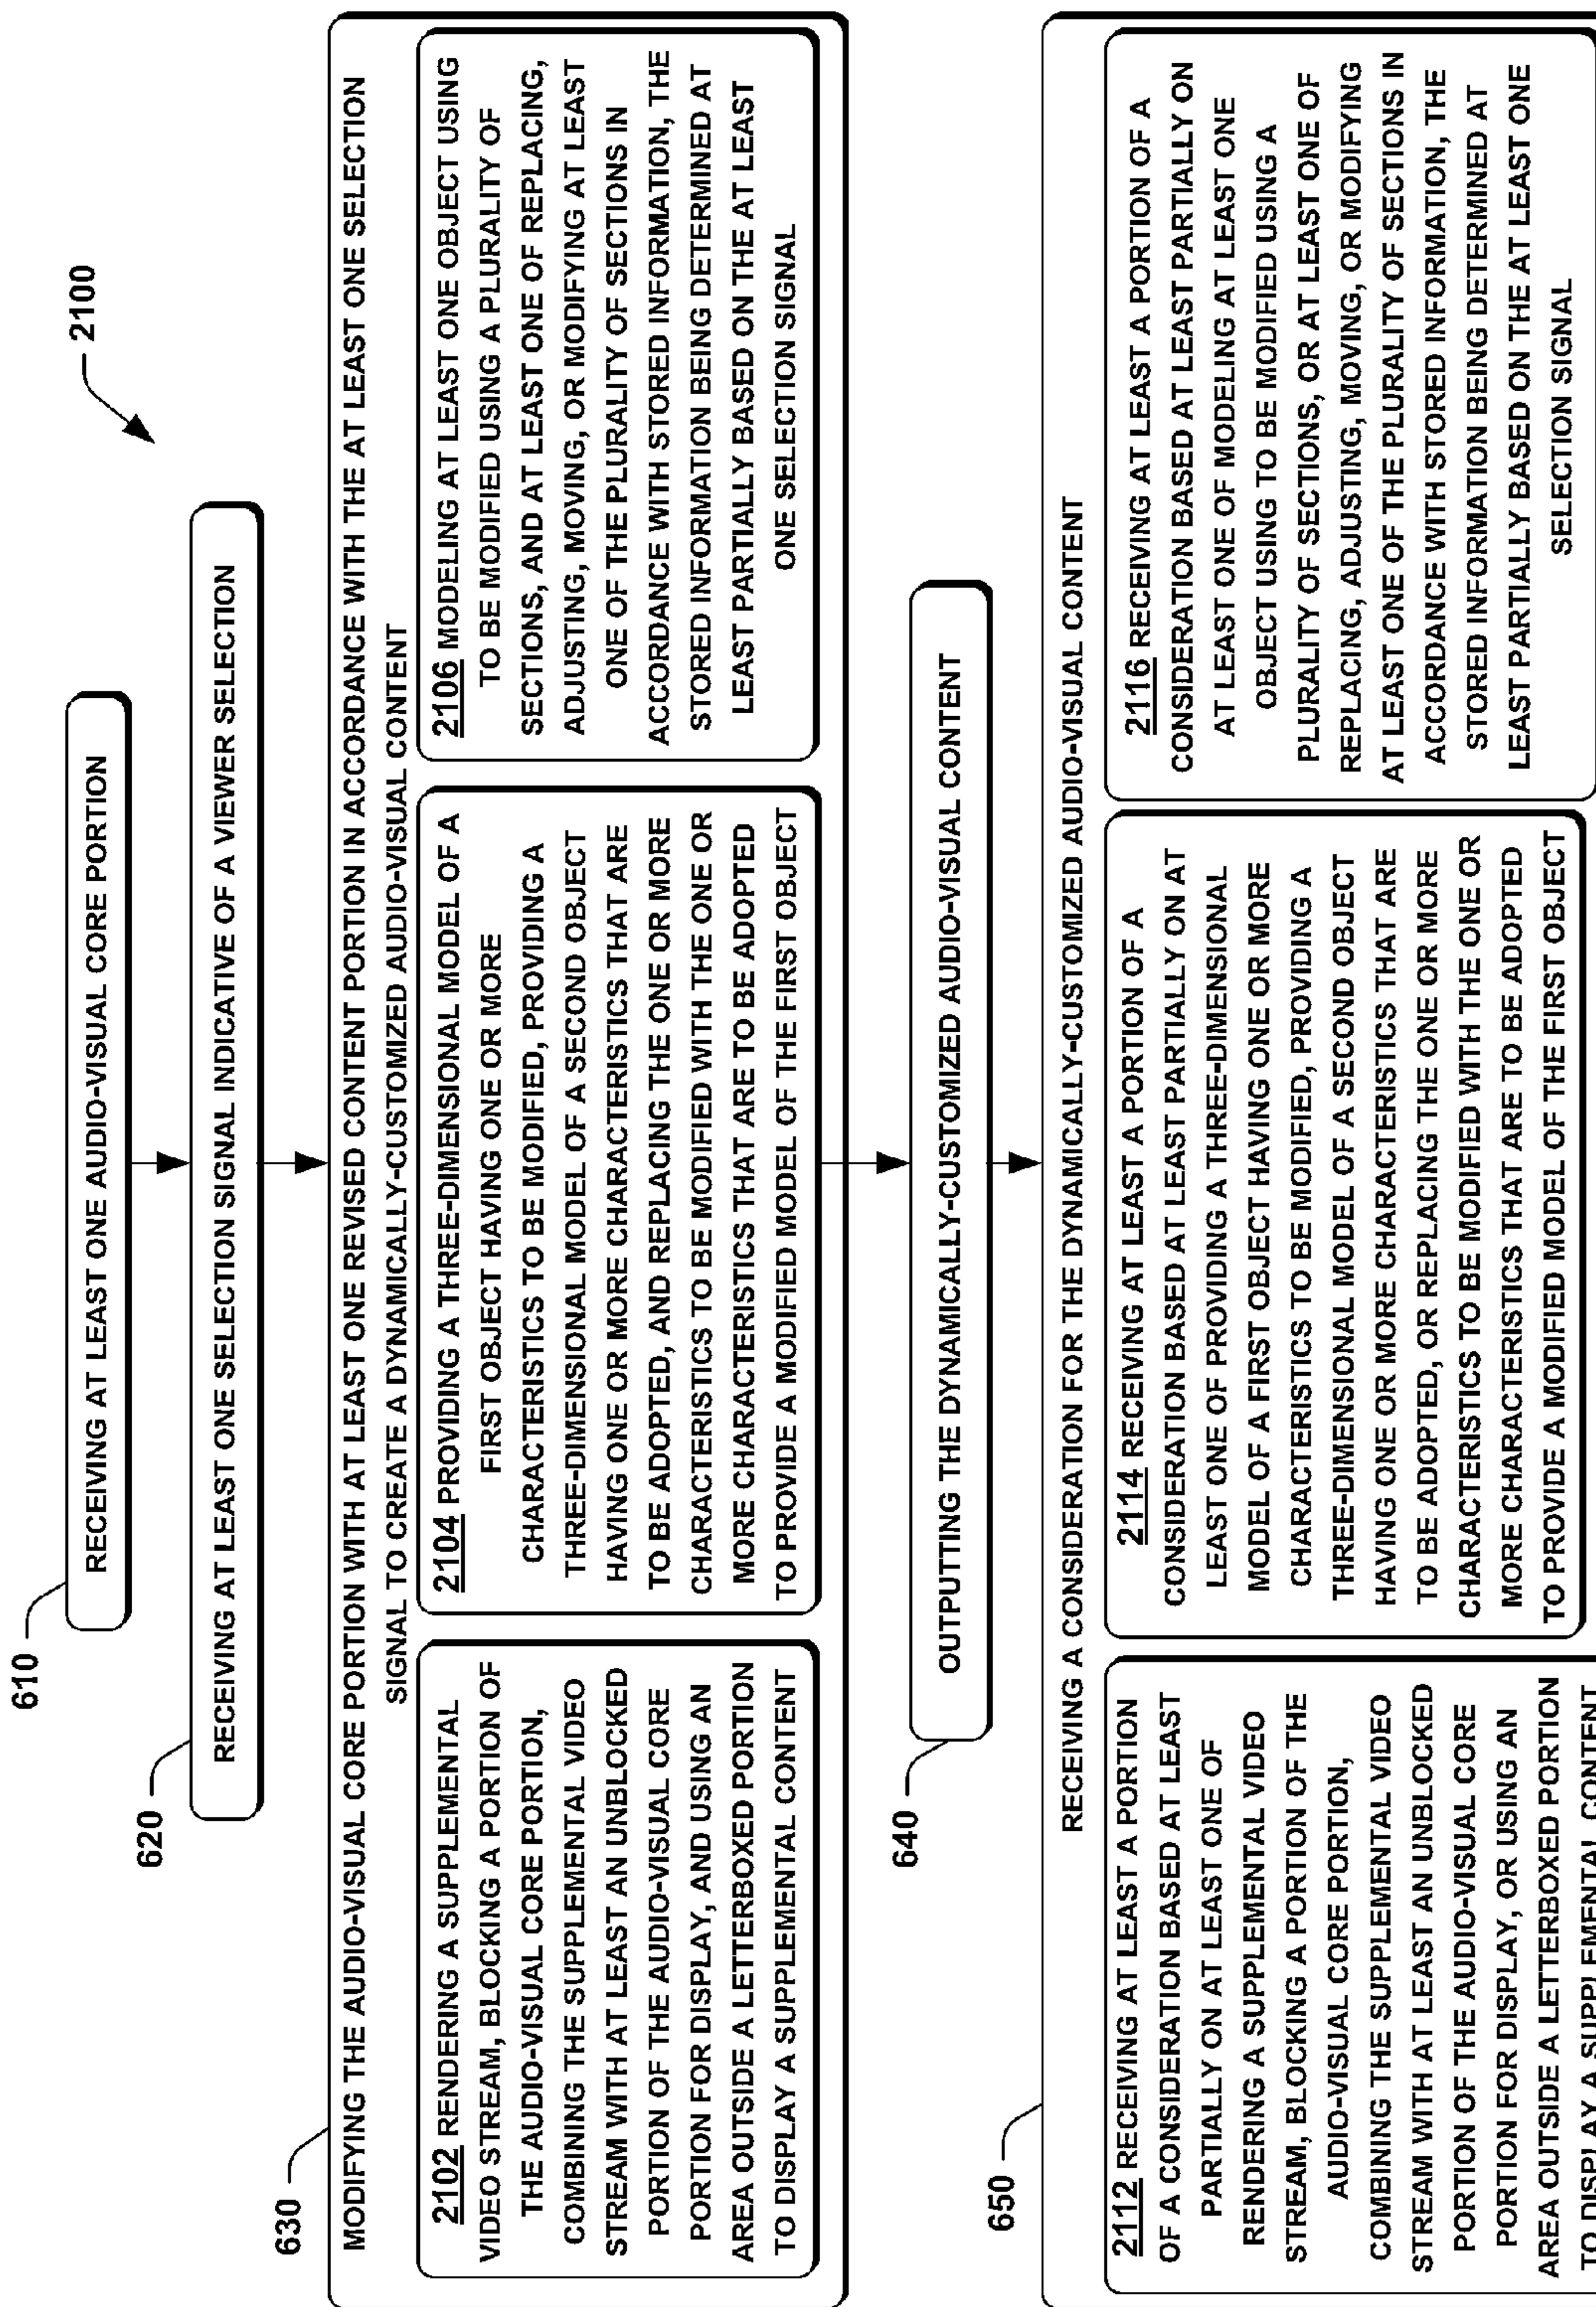 2100
610
RECEIVING AT LEAST ONE AUDIO-VISUAL CORE PORTION
620
RECEIVING AT LEAST ONE SELECTION SIGNAL INDICATIVE OF A VIEWER SELECTION
630
MODIFYING THE AUDIO-VISUAL CORE PORTION WITH AT LEAST ONE REVISED CONTENT PORTION IN ACCORDANCE WITH THE AT LEAST ONE SELECTION
SIGNAL TO CREATE A DYNAMICALLY-CUSTOMIZED AUDIO-VISUAL CONTENT
2102 RENDERING A SUPPLEMENTAL
VIDEO STREAM, BLOCKING A PORTION OF
THE AUDIO-VISUAL CORE PORTION,
COMBINING THE SUPPLEMENTAL VIDEO
STREAM WITH AT LEAST AN UNBLOCKED
PORTION OF THE AUDIO-VISUAL CORE
PORTION FOR DISPLAY, AND USING AN
AREA OUTSIDE A LETTERBOXED PORTION
TO DISPLAY A SUPPLEMENTAL CONTENT
2104 PROVIDING A THREE-DIMENSIONAL MODEL OF A
FIRST OBJECT HAVING ONE OR MORE
CHARACTERISTICS TO BE MODIFIED, PROVIDING A
THREE-DIMENSIONAL MODEL OF A SECOND OBJECT
HAVING ONE OR MORE CHARACTERISTICS THAT ARE
TO BE ADOPTED, AND REPLACING THE ONE OR MORE
CHARACTERISTICS TO BE MODIFIED WITH THE ONE OR
MORE CHARACTERISTICS THAT ARE TO BE ADOPTED
TO PROVIDE A MODIFIED MODEL OF THE FIRST OBJECT
2106 MODELING AT LEAST ONE OBJECT USING
TO BE MODIFIED USING A PLURALITY OF
SECTIONS, AND AT LEAST ONE OF REPLACING,
ADJUSTING, MOVING, OR MODIFYING AT LEAST
ONE OF THE PLURALITY OF SECTIONS IN
ACCORDANCE WITH STORED INFORMATION, THE
STORED INFORMATION BEING DETERMINED AT
LEAST PARTIALLY BASED ON THE AT LEAST
ONE SELECTION SIGNAL
640
OUTPUTTING THE DYNAMICALLY-CUSTOMIZED AUDIO-VISUAL CONTENT
650
RECEIVING A CONSIDERATION FOR THE DYNAMICALLY-CUSTOMIZED AUDIO-VISUAL CONTENT
2112 RECEIVING AT LEAST A PORTION
OF A CONSIDERATION BASED AT LEAST
PARTIALLY ON AT LEAST ONE OF
RENDERING A SUPPLEMENTAL VIDEO
STREAM, BLOCKING A PORTION OF THE
AUDIO-VISUAL CORE PORTION,
COMBINING THE SUPPLEMENTAL VIDEO
STREAM WITH AT LEAST AN UNBLOCKED
PORTION OF THE AUDIO-VISUAL CORE
PORTION FOR DISPLAY, OR USING AN
AREA OUTSIDE A LETTERBOXED PORTION
TO DISPLAY A SUPPLEMENTAL CONTENT
2114 RECEIVING AT LEAST A PORTION OF A
CONSIDERATION BASED AT LEAST PARTIALLY ON AT
LEAST ONE OF PROVIDING A THREE-DIMENSIONAL
MODEL OF A FIRST OBJECT HAVING ONE OR MORE
CHARACTERISTICS TO BE MODIFIED, PROVIDING A
THREE-DIMENSIONAL MODEL OF A SECOND OBJECT
HAVING ONE OR MORE CHARACTERISTICS THAT ARE
TO BE ADOPTED, OR REPLACING THE ONE OR MORE
CHARACTERISTICS TO BE MODIFIED WITH THE ONE OR
MORE CHARACTERISTICS THAT ARE TO BE ADOPTED
TO PROVIDE A MODIFIED MODEL OF THE FIRST OBJECT
2116 RECEIVING AT LEAST A PORTION OF A
CONSIDERATION BASED AT LEAST PARTIALLY ON
AT LEAST ONE OF MODELING AT LEAST ONE
OBJECT USING TO BE MODIFIED USING A
PLURALITY OF SECTIONS, OR AT LEAST ONE OF
REPLACING, ADJUSTING, MOVING, OR MODIFYING
AT LEAST ONE OF THE PLURALITY OF SECTIONS IN
ACCORDANCE WITH STORED INFORMATION, THE
STORED INFORMATION BEING DETERMINED AT
LEAST PARTIALLY BASED ON THE AT LEAST ONE
SELECTION SIGNAL